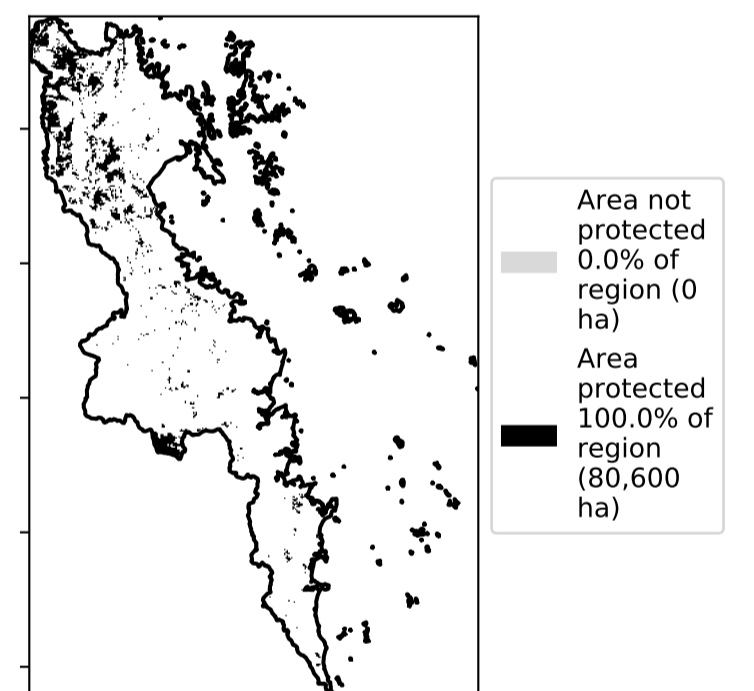 Area not
protected
0.0% of
region (0
ha)
Area
protected
100.0% of
region
(80,600
ha)